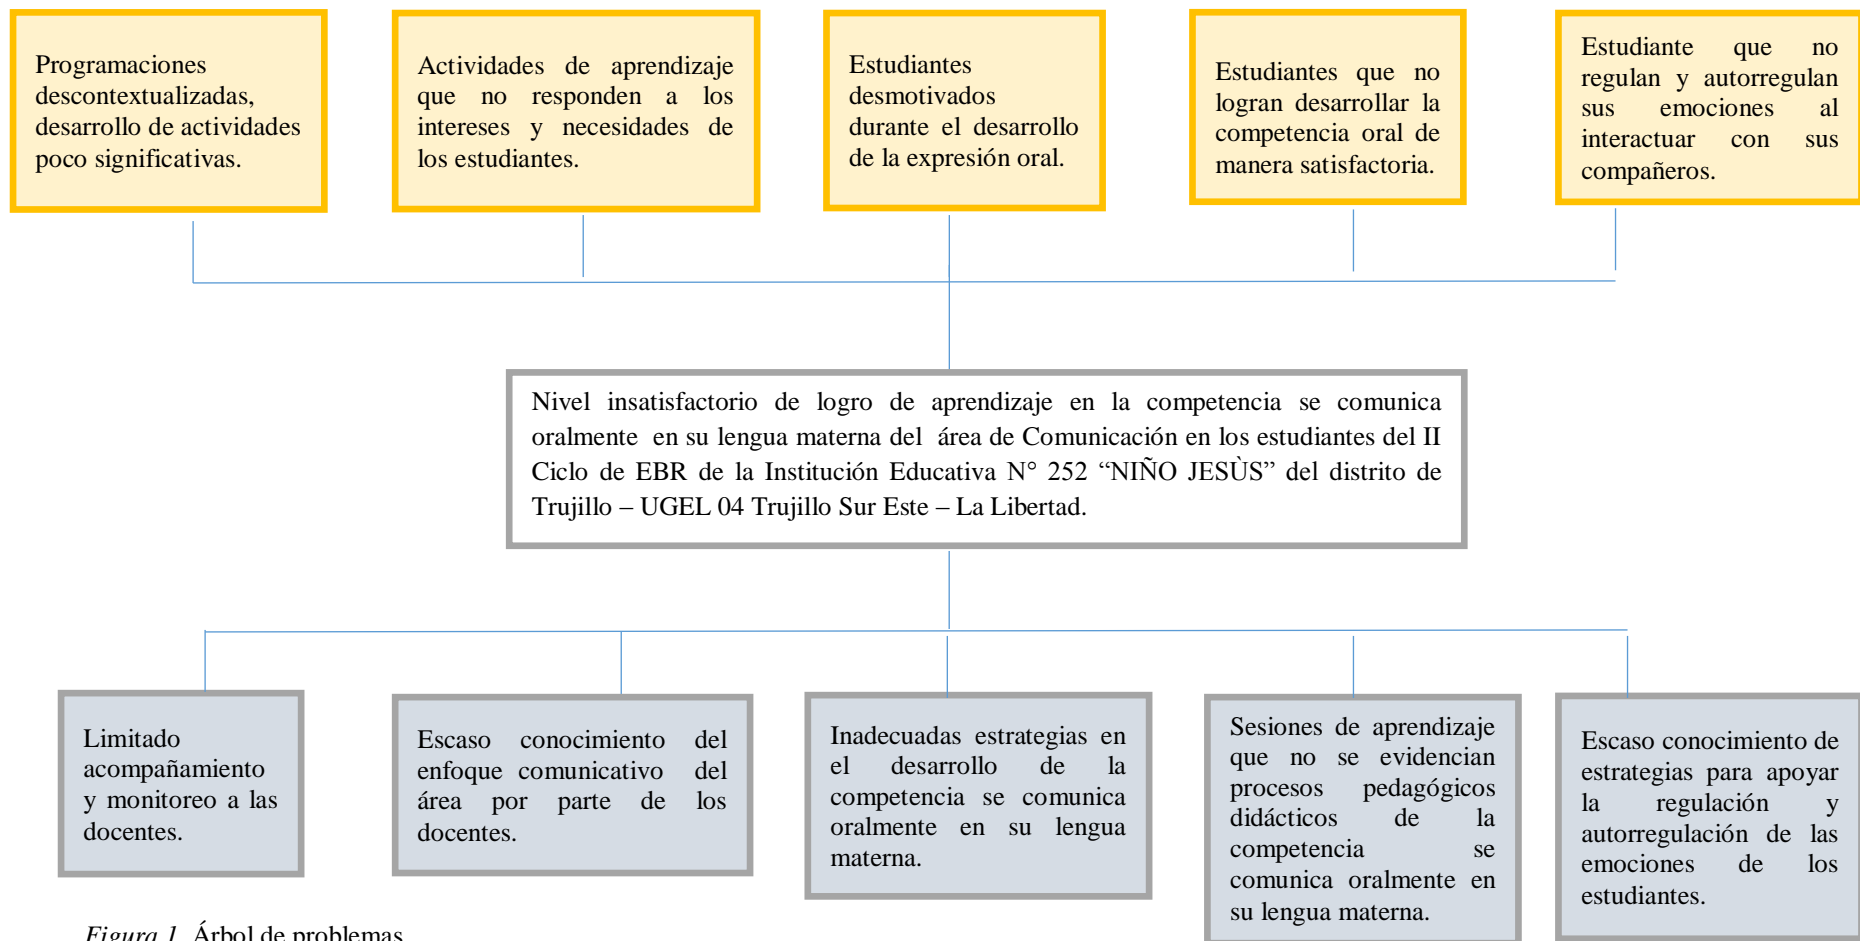 Programaciones
descontextualizadas,
desarrollo de actividades
poco significativas.
Actividades de aprendizaje
que no responden a los
intereses y necesidades de
los estudiantes.
Estudiantes
desmotivados
durante el desarrollo
de la expresión oral.
Estudiantes que no
logran desarrollar la
competencia oral de
manera satisfactoria.
Estudiante que no
regulan y autorregulan
sus emociones al
interactuar con sus
compañeros.
Nivel insatisfactorio de logro de aprendizaje en la competencia se comunica
oralmente en su lengua materna del área de Comunicación en los estudiantes del II
Ciclo de EBR de la Institución Educativa N° 252 “NIÑO JESÙS” del distrito de
Trujillo – UGEL 04 Trujillo Sur Este – La Libertad.
Limitado
acompañamiento
y monitoreo a las
docentes.
Escaso conocimiento del
enfoque comunicativo del
área por parte de los
docentes.
Inadecuadas estrategias en
el desarrollo de la
competencia se comunica
oralmente en su lengua
materna.
Sesiones de aprendizaje
que no se evidencian
procesos pedagógicos
didácticos de la
competencia se
comunica oralmente en
su lengua materna.
Escaso conocimiento de
estrategias para apoyar
la regulación y
autorregulación de las
emociones de los
estudiantes.
Figura 1. Árbol de problemas